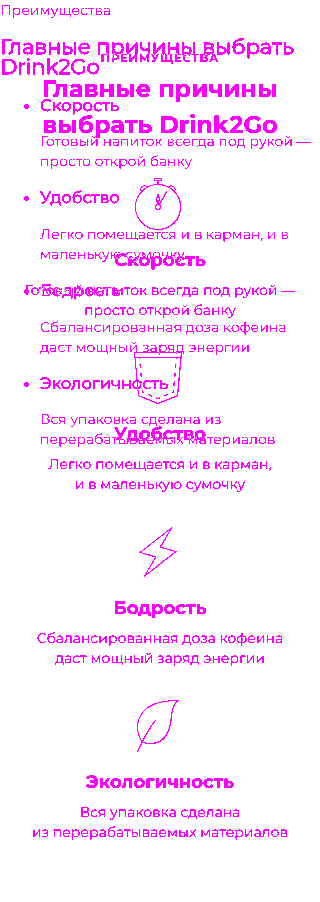 Преимущества
Главные причины выбрать
Drink2Go
ПРЕИМУЩЕСТВА
Главные причины
выбрать Drink2Go
Скорость
Готовый напиток всегда под рукой —
просто открой банку
Удобство
Легко помещается и в карман, и в
маленькую сумочку
Скорость
Готовый напиток всегда под рукой —
просто открой банку
Бодрость
Сбалансированная доза кофеина
даст мощный заряд энергии
Экологичность
Вся упаковка сделана из
перерабатываемых материалов
Удобство
Легко помещается и в карман,
и в маленькую сумочку
Бодрость
Сбалансированная доза кофеина
даст мощный заряд энергии
Экологичность
Вся упаковка сделана
из перерабатываемых материалов